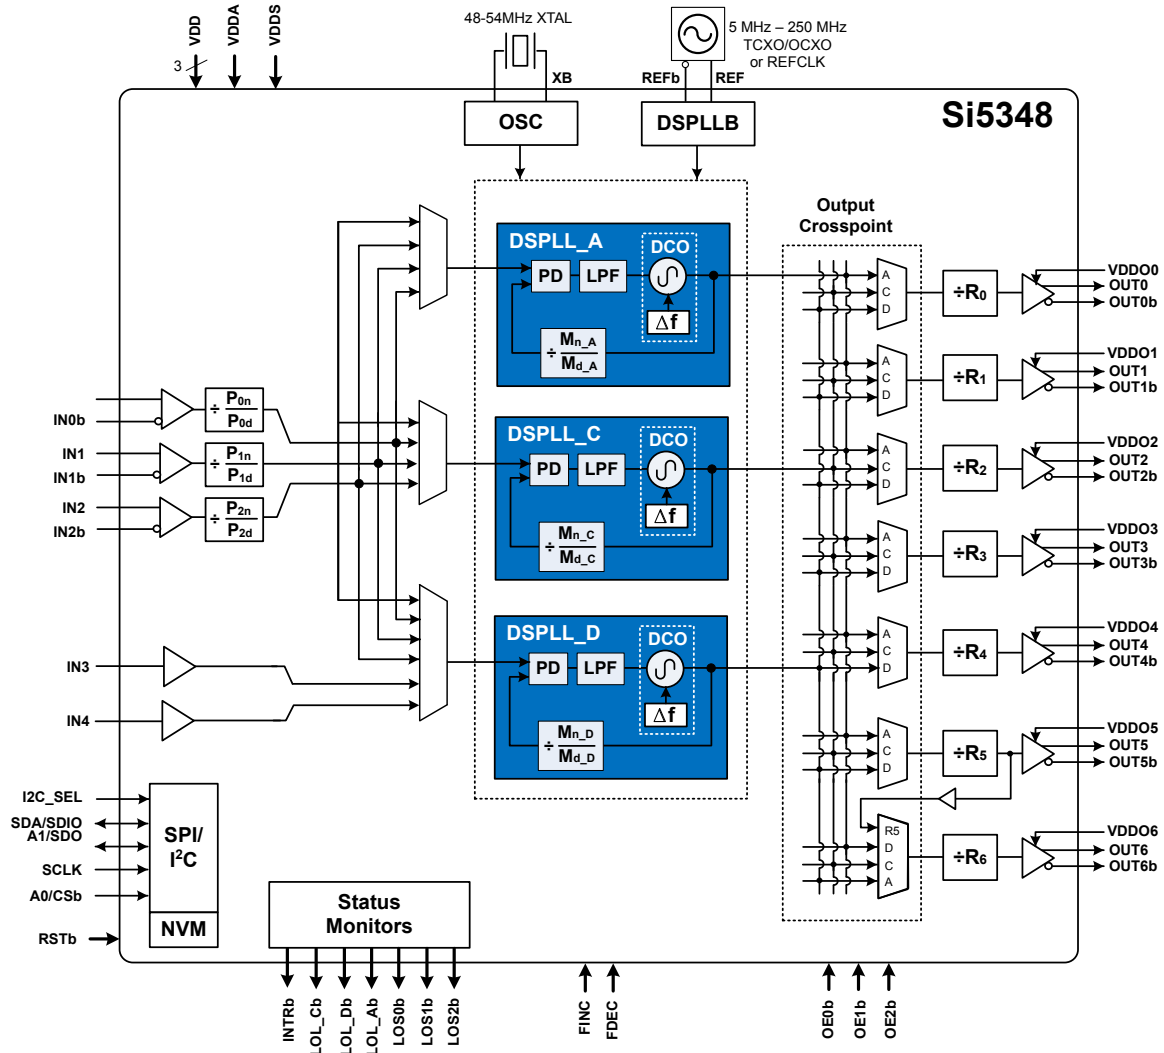 VDD
VDDA
VDDS
3
48-54MHz XTAL
XB
5 MHz – 250 MHz
TCXO/OCXO
or REFCLK
REFb
REF
OSC
DSPLLB
Si5348
Output
Crosspoint
DSPLL_A
DCO
PD
LPF
Δf
÷ Mn_A
Md_A
DSPLL_C
DCO
PD
LPF
Δf
÷ Mn_C
Md_C
DSPLL_D
DCO
PD
LPF
Δf
÷ Mn_D
Md_D
IN0b
÷ P0n
P0d
IN1
IN1b
÷ P1n
P1d
IN2
IN2b
÷ P2n
P2d
IN3
IN4
A
C
D
÷R0
VDDO0
OUT0
OUT0b
A
C
D
÷R1
VDDO1
OUT1
OUT1b
A
C
D
÷R2
VDDO2
OUT2
OUT2b
A
C
D
÷R3
VDDO3
OUT3
OUT3b
A
C
D
÷R4
VDDO4
OUT4
OUT4b
A
C
D
÷R5
VDDO5
OUT5
OUT5b
R5
D
C
A
÷R6
VDDO6
OUT6
OUT6b
I2C_SEL
SDA/SDIO
A1/SDO
SCLK
A0/CSb
RSTb
SPI/
I²C
NVM
Status
Monitors
INTRb
LOL_Cb
LOL_Db
LOL_Ab
LOS0b
LOS1b
LOS2b
FINC
FDEC
OE0b
OE1b
OE2b